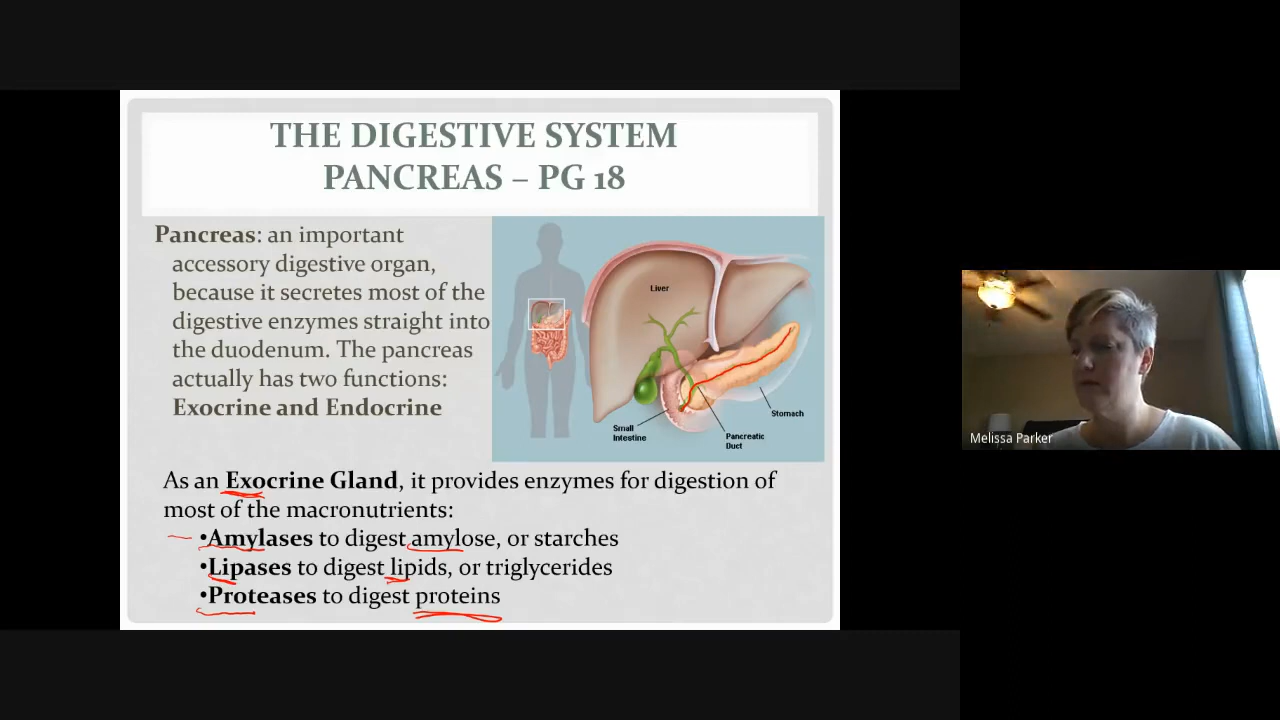 THE DIGESTIVE SYSTEM
PANCREAS – PG 18
Pancreas: an important
accessory digestive organ,
because it secretes most of the
digestive enzymes straight into
the duodenum. The pancreas
actually has two functions:
Exocrine and Endocrine
Liver
Small
Intestine
Pancreatic
Duct
Stomach
As an Exocrine Gland, it provides enzymes for digestion of
most of the macronutrients:
•Amylases to digest amylose, or starches
•Lipases to digest lipids, or triglycerides
•Proteases to digest proteins
Melissa Parker